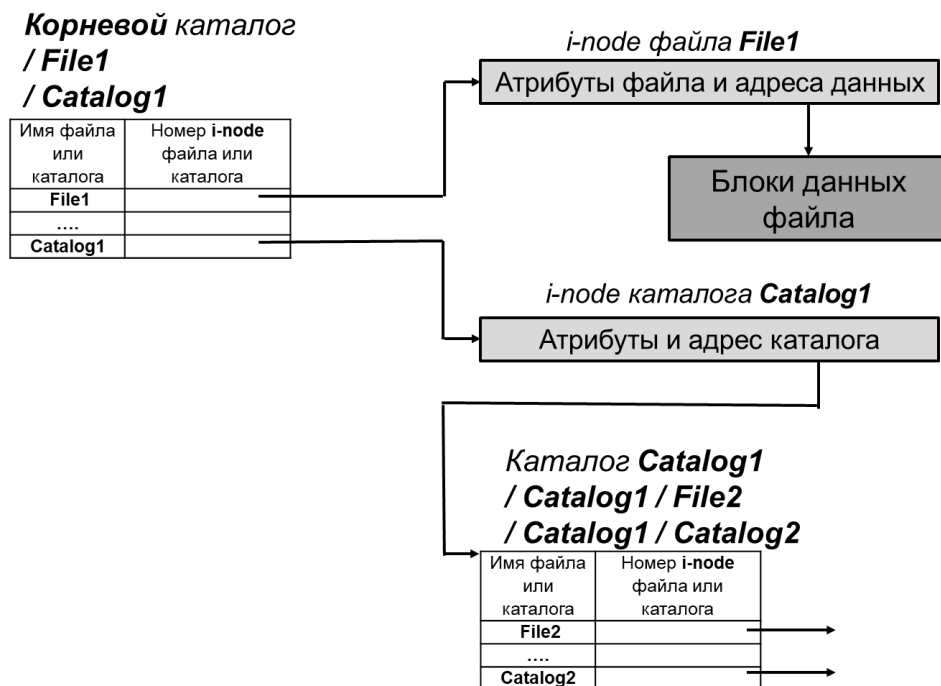 Корневой каталог
/ File1
/ Catalog1
Имя файла
или
каталога
Номер i-node
файла или
каталога
File1
....
Catalog1
i-node файла File1
Атрибуты файла и адреса данных
Блоки данных
файла
i-node каталога Catalog1
Атрибуты и адрес каталога
Каталог Catalog1
/ Catalog1 / File2
/ Catalog1 / Catalog2
Имя файла
или
каталога
Номер i-node
файла или
каталога
File2
....
Catalog2